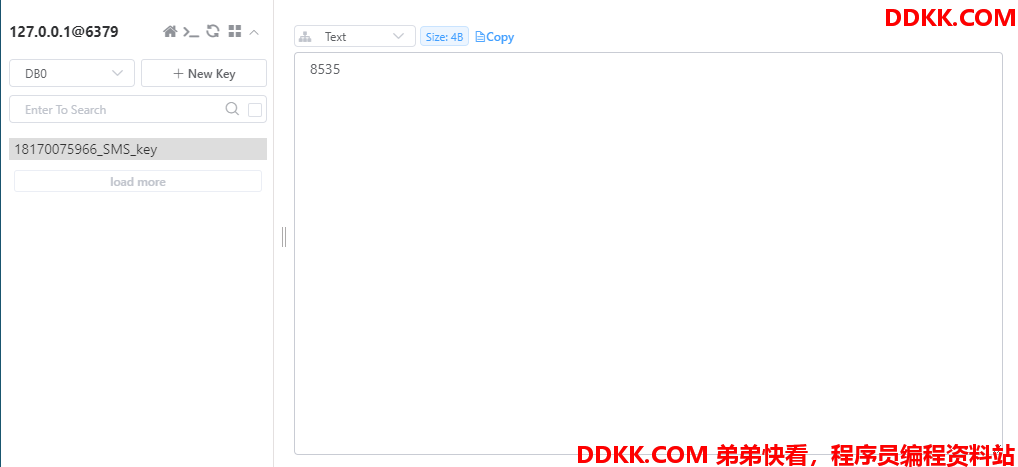 DDKK.COM
127.0.0.1@6379
DB0
+ New Key
Enter To Search
18170075966_SMS_key
load more
Text
Size: 4B
Copy
8535
DDKK.COM 弟弟快看，程序员编程资料站